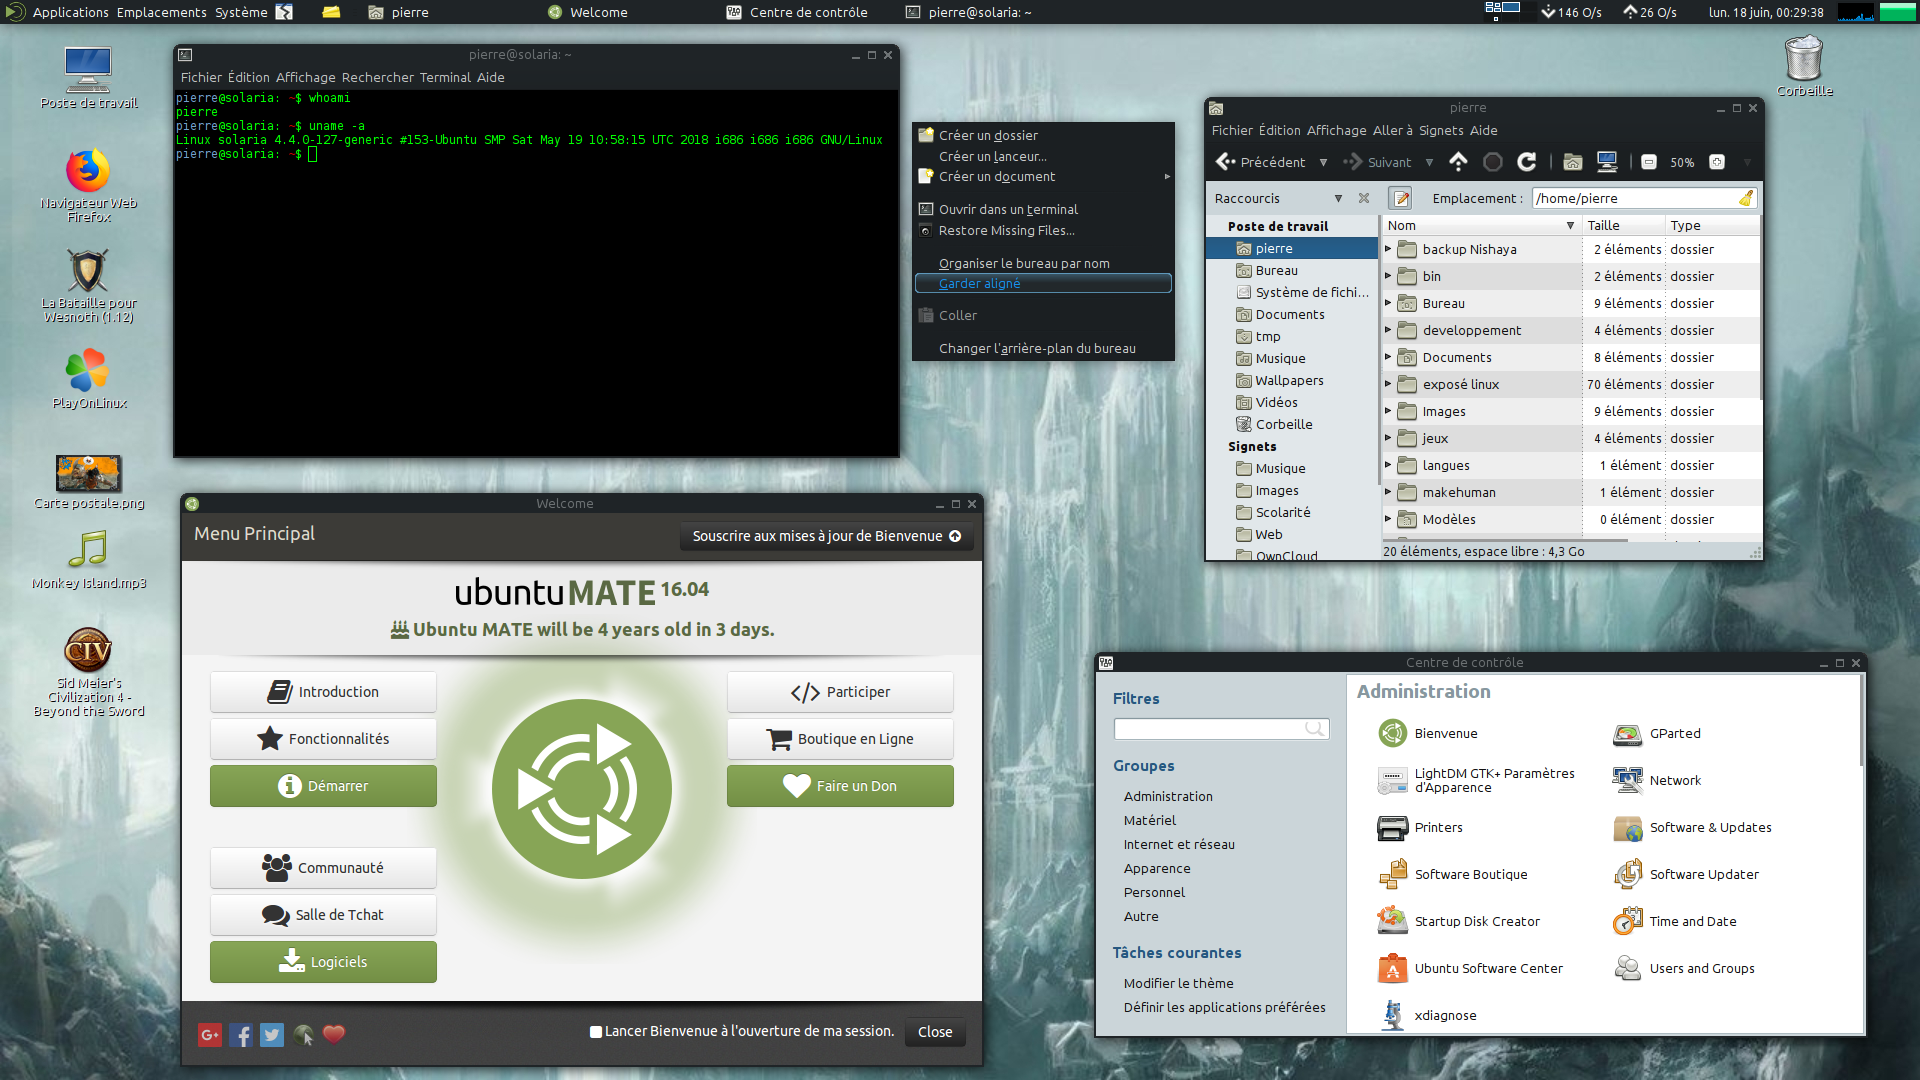 Applications Emplacements Système pierre Welcome Centre de contrôle pierre@solaria: ~ 146 O/s 26 O/s lun. 18 juin, 00:29:38
Poste de travail
Navigateur Web
Firefox
La Bataille pour
Wesnoth (1.12)
PlayOnLinux
Carte postale.png
Monkey Island.mp3
CIV
Sid Meier's
Civilization 4 -
Beyond the Sword
Corbeille
pierre@solaria: ~
Fichier Édition Affichage Rechercher Terminal Aide
pierre@solaria: ~$ whoami
pierre
pierre@solaria: ~$ uname -a
Linux solaria 4.4.0-127-generic #153-Ubuntu SMP Sat May 19 10:58:15 UTC 2018 i686 i686 i686 GNU/Linux
pierre@solaria: ~$
Créer un dossier
Créer un lanceur...
Créer un document
Ouvrir dans un terminal
Restore Missing Files...
Organiser le bureau par nom
Garder aligné
Coller
Changer l'arrière-plan du bureau
pierre
Fichier Édition Affichage Aller à Signets Aide
Précédent Suivant 50%
Raccourcis Emplacement : /home/pierre
Poste de travail
pierre
Bureau
Système de fichi...
Documents
tmp
Musique
Wallpapers
Vidéos
Corbeille
Signets
Musique
Images
Scolarité
Web
OwnCloud
Nom Taille Type
backup Nishaya 2 éléments dossier
bin 2 éléments dossier
Bureau 9 éléments dossier
developpement 4 éléments dossier
Documents 8 éléments dossier
exposé linux 70 éléments dossier
Images 9 éléments dossier
jeux 4 éléments dossier
langues 1 élément dossier
makehuman 1 élément dossier
Modèles 0 élément dossier
20 éléments, espace libre : 4,3 Go
Welcome
Menu Principal
Souscrire aux mises à jour de Bienvenue
ubuntu MATE 16.04
Ubuntu MATE will be 4 years old in 3 days.
Introduction
Fonctionnalités
Démarrer
Communauté
Salle de Tchat
Logiciels
Participer
Boutique en Ligne
Faire un Don
G+
Lancer Bienvenue à l'ouverture de ma session.
Close
Centre de contrôle
Filtres
Groupes
Administration
Matériel
Internet et réseau
Apparence
Personnel
Autre
Tâches courantes
Modifier le thème
Définir les applications préférées
Administration
Bienvenue
GParted
LightDM GTK+ Paramètres
d'Apparence
Network
Printers
Software & Updates
Software Boutique
Software Updater
Startup Disk Creator
Time and Date
Ubuntu Software Center
Users and Groups
xdiagnose